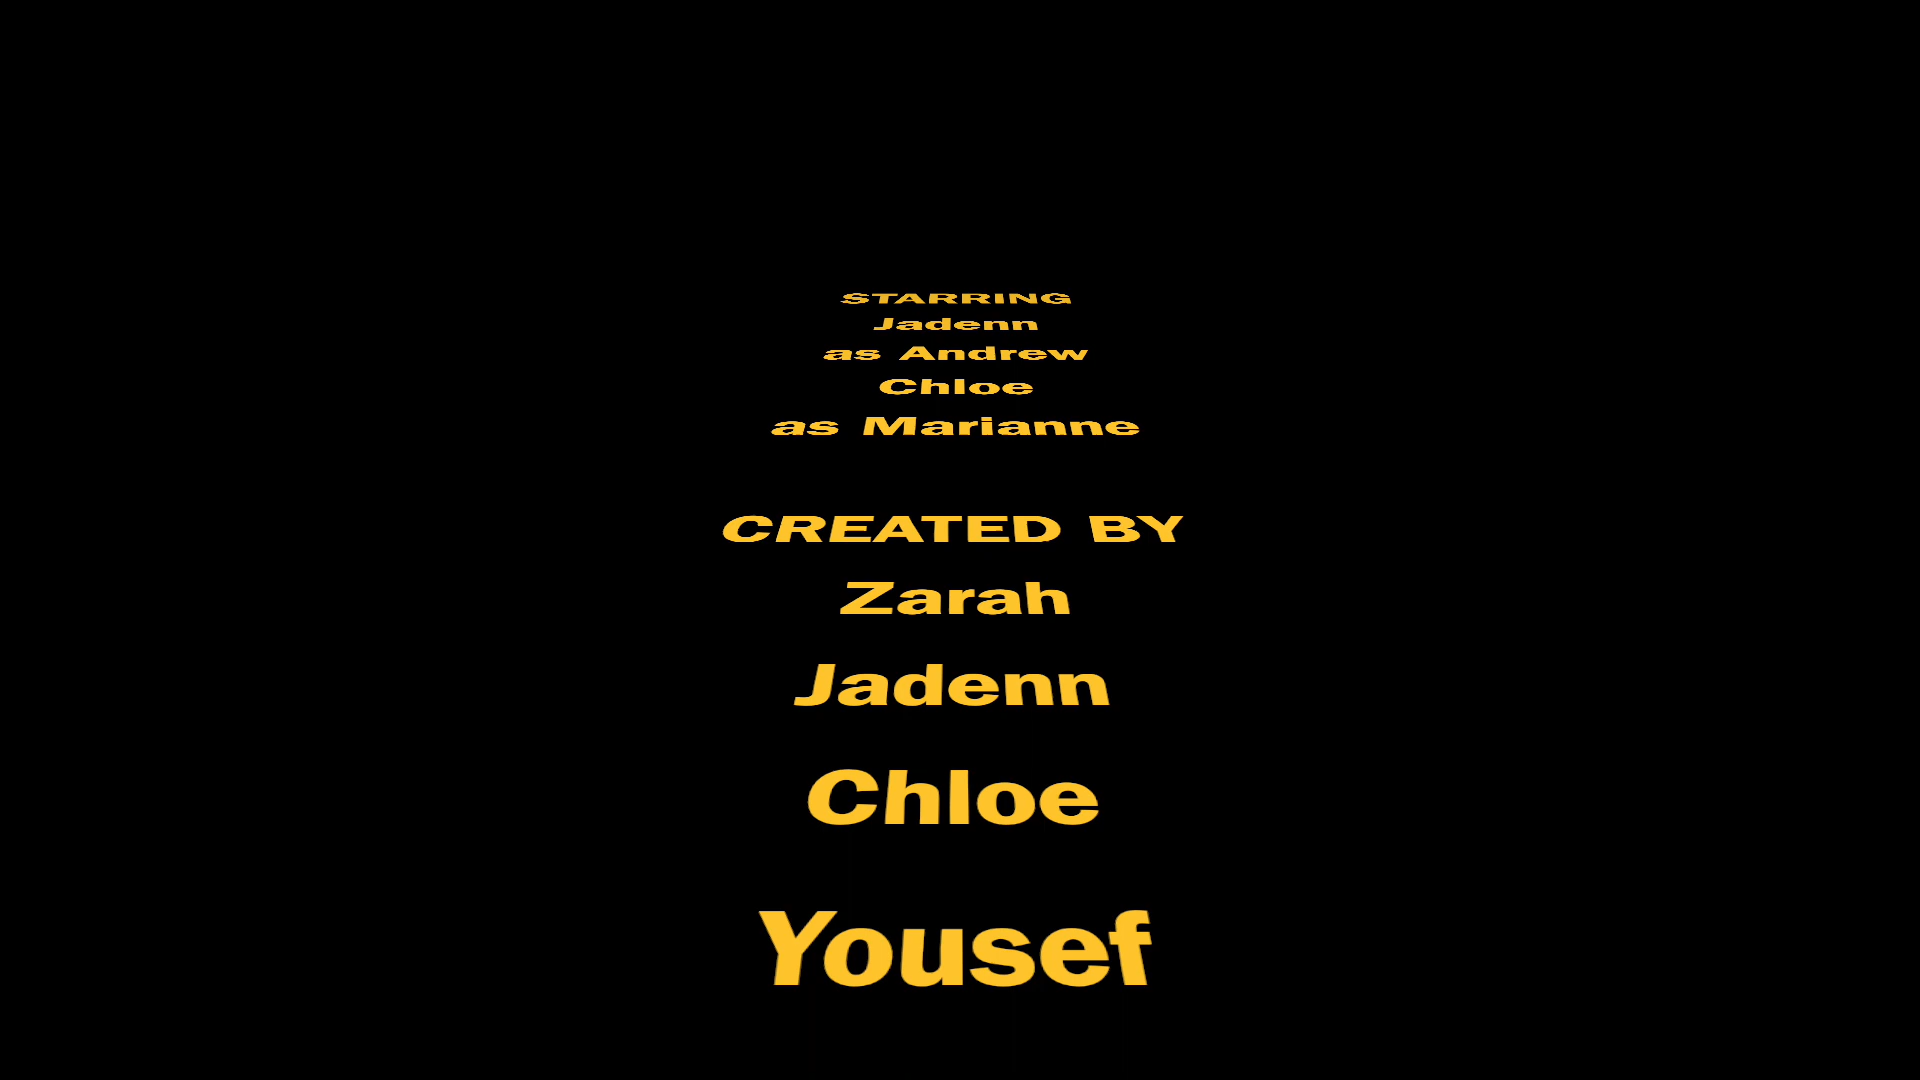 STARRING
Jadenn
as Andrew
Chloe
as Marianne
CREATED BY
Zarah
Jadenn
Chloe
Yousef